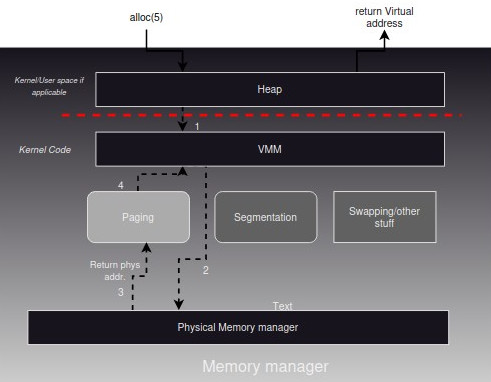 alloc(5)
return Virtual
address
Kernel/User space if
applicable
Heap
1
Kernel Code
VMM
4
Paging
Segmentation
Swapping/other
stuff
Return phys
addr.
2
3
Text
Physical Memory manager
Memory manager